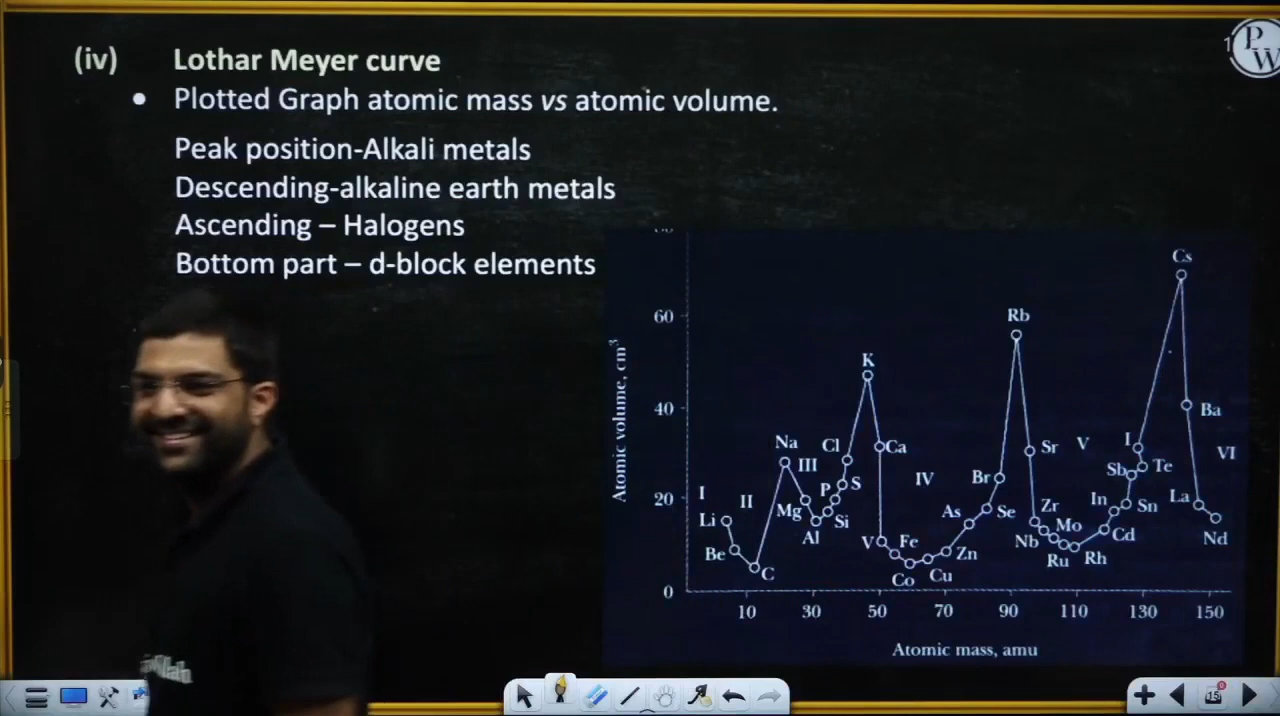 (iv) Lothar Meyer curve
PW
• Plotted Graph atomic mass vs atomic volume.
Peak position-Alkali metals
Descending-alkaline earth metals
Ascending – Halogens
Bottom part – d-block elements
Cs
60
Rb
Atomic volume, cm³
K
40
Ba
Na
Cl
Ca
Sr
V
I
VI
III
Br
IV
Sb
Te
P
S
20
I
II
Mg
Si
As
Se
Zr
In
Sn
La
Li
Al
Nb
Mo
Cd
Nd
Be
C
V
Fe
Zn
Ru
Rh
Co
Cu
0
10 30 50 70 90 110 130 150
Atomic mass, amu
15